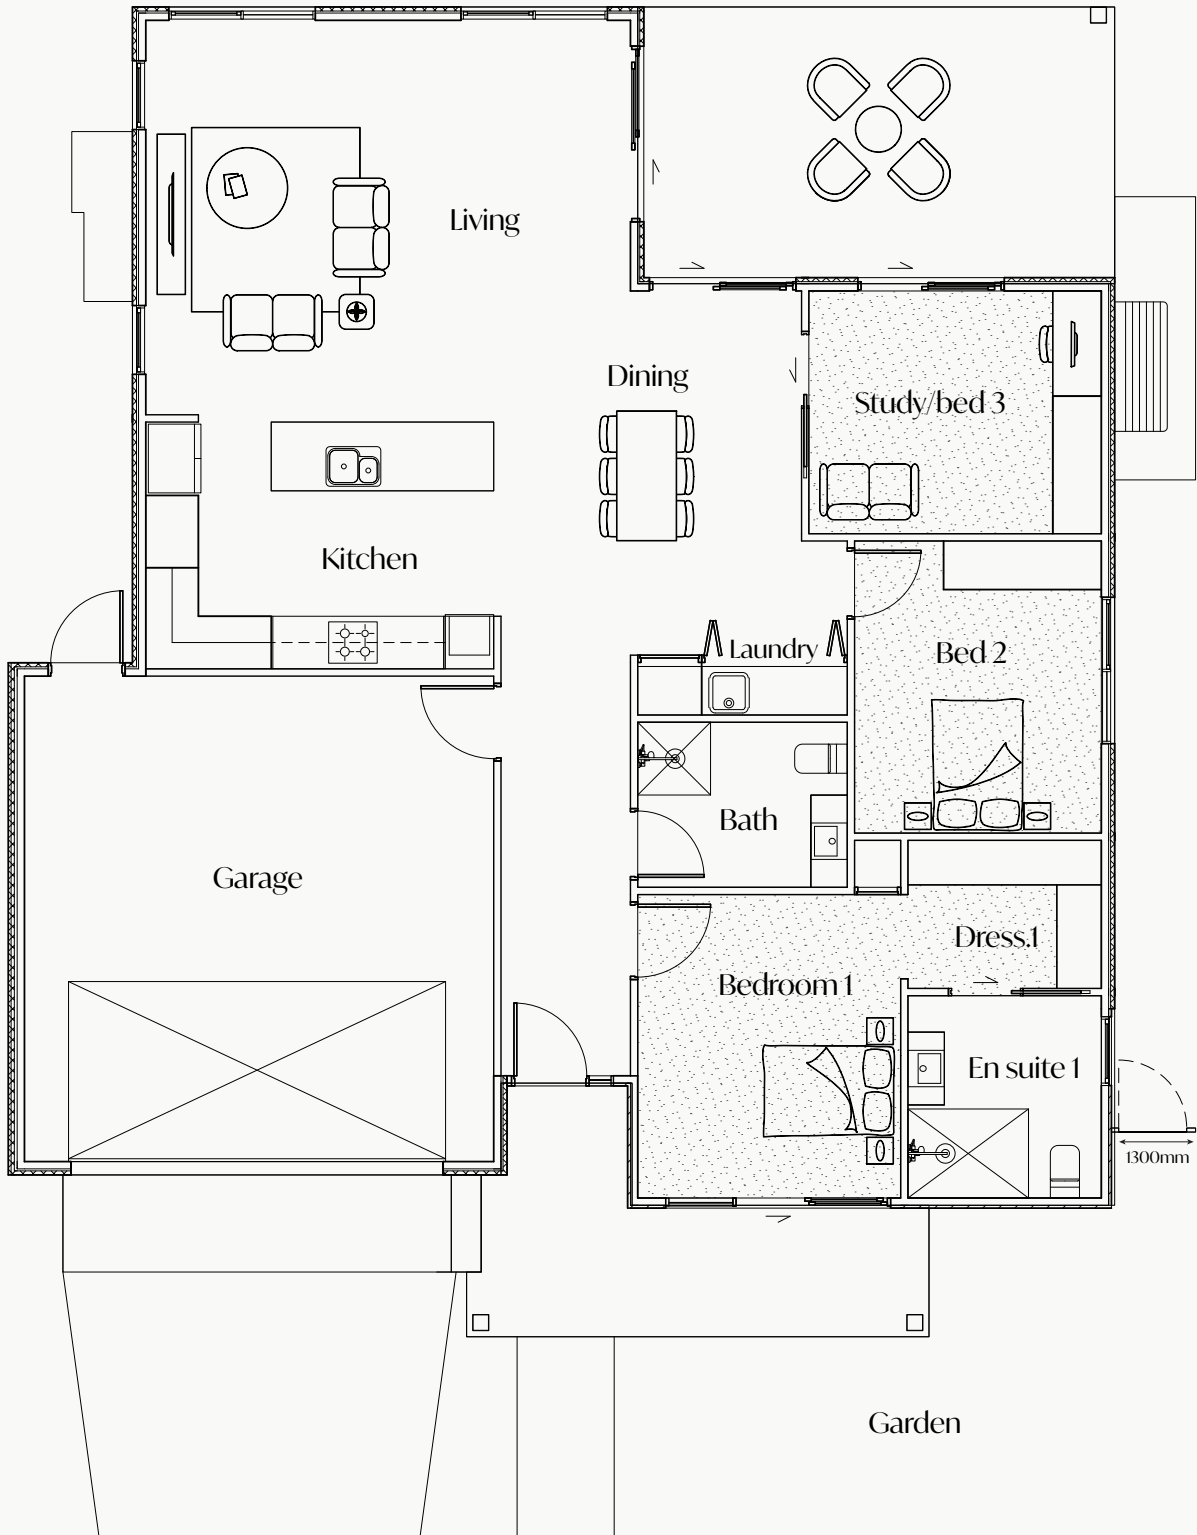 Living
Dining
Study/bed 3
Kitchen
Laundry
Bed 2
Bath
Garage
Dress.1
Bedroom 1
En suite 1
1300mm
Garden